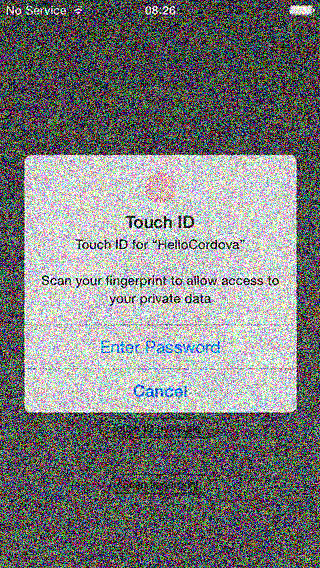 No Service 08:26
Touch ID
Touch ID for “HelloCordova”
Scan your fingerprint to allow access to
your private data
Enter Password
Cancel